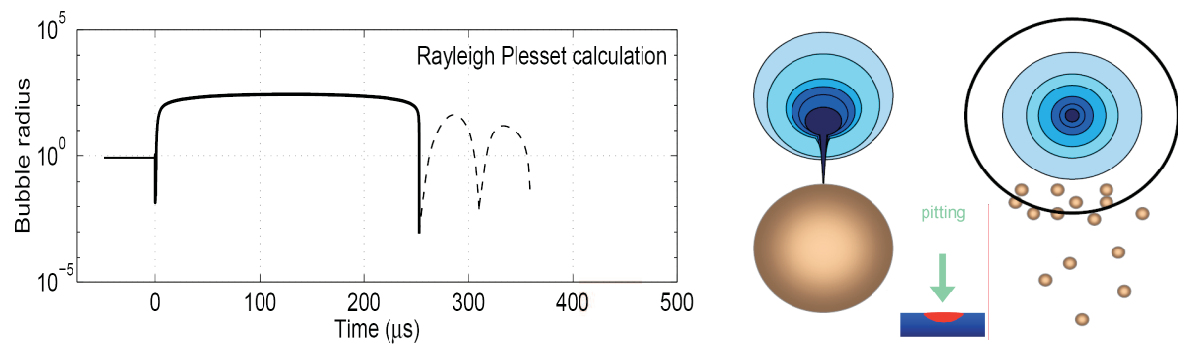 10^5
Rayleigh Plesset calculation
Bubble radius
10^0
10^−5
0 100 200 300 400 500
Time (μs)
pitting